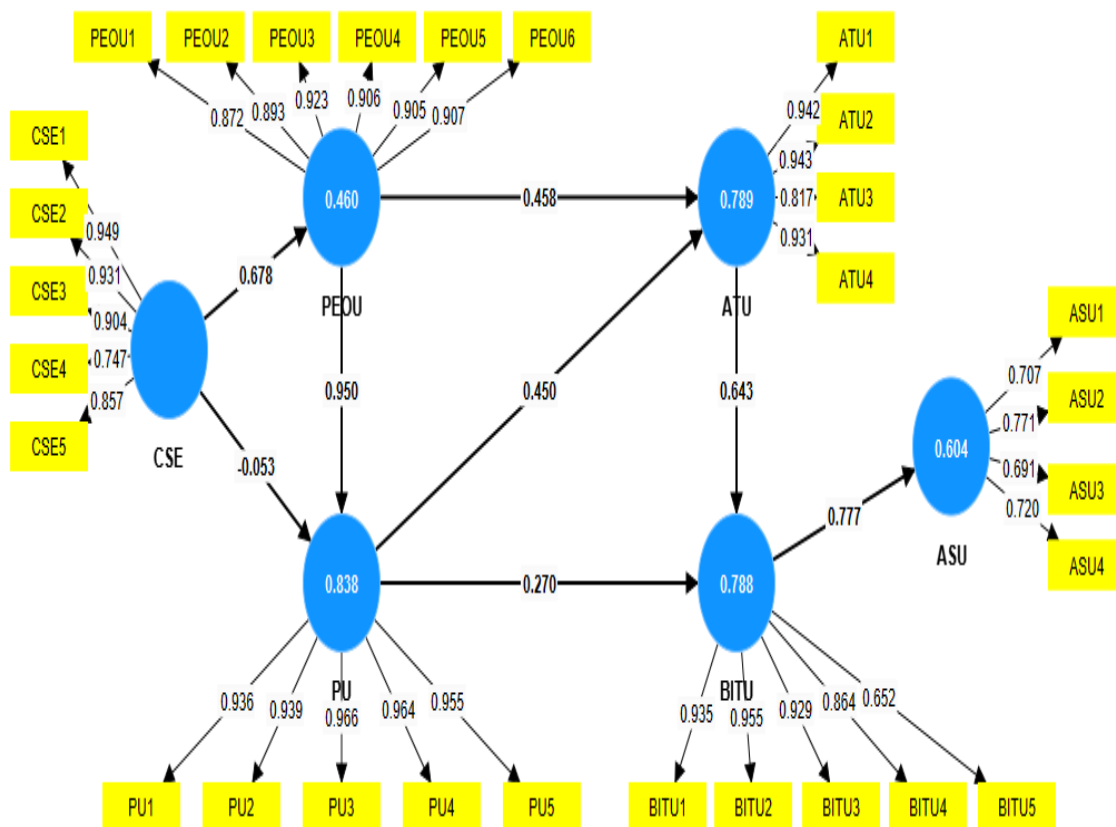 PEOU1 PEOU2 PEOU3 PEOU4 PEOU5 PEOU6
ATU1
0.872 0.893 0.923 0.906 0.905 0.907
0.942
ATU2
CSE1
0.943
CSE2
0.460
0.458
0.789
0.817
ATU3
0.949
0.931
0.931
CSE3
0.678
PEOU
ATU
ATU4
0.904
ASU1
CSE4
0.747
0.707
0.857
0.950
0.450
0.643
ASU2
0.771
CSE5
CSE
-0.053
0.604
0.691
ASU3
0.777
0.720
ASU
ASU4
0.838
0.270
0.788
PU
BITU
0.936 0.939 0.966 0.964 0.955
0.935 0.955 0.929 0.864 0.652
PU1 PU2 PU3 PU4 PU5
BITU1 BITU2 BITU3 BITU4 BITU5